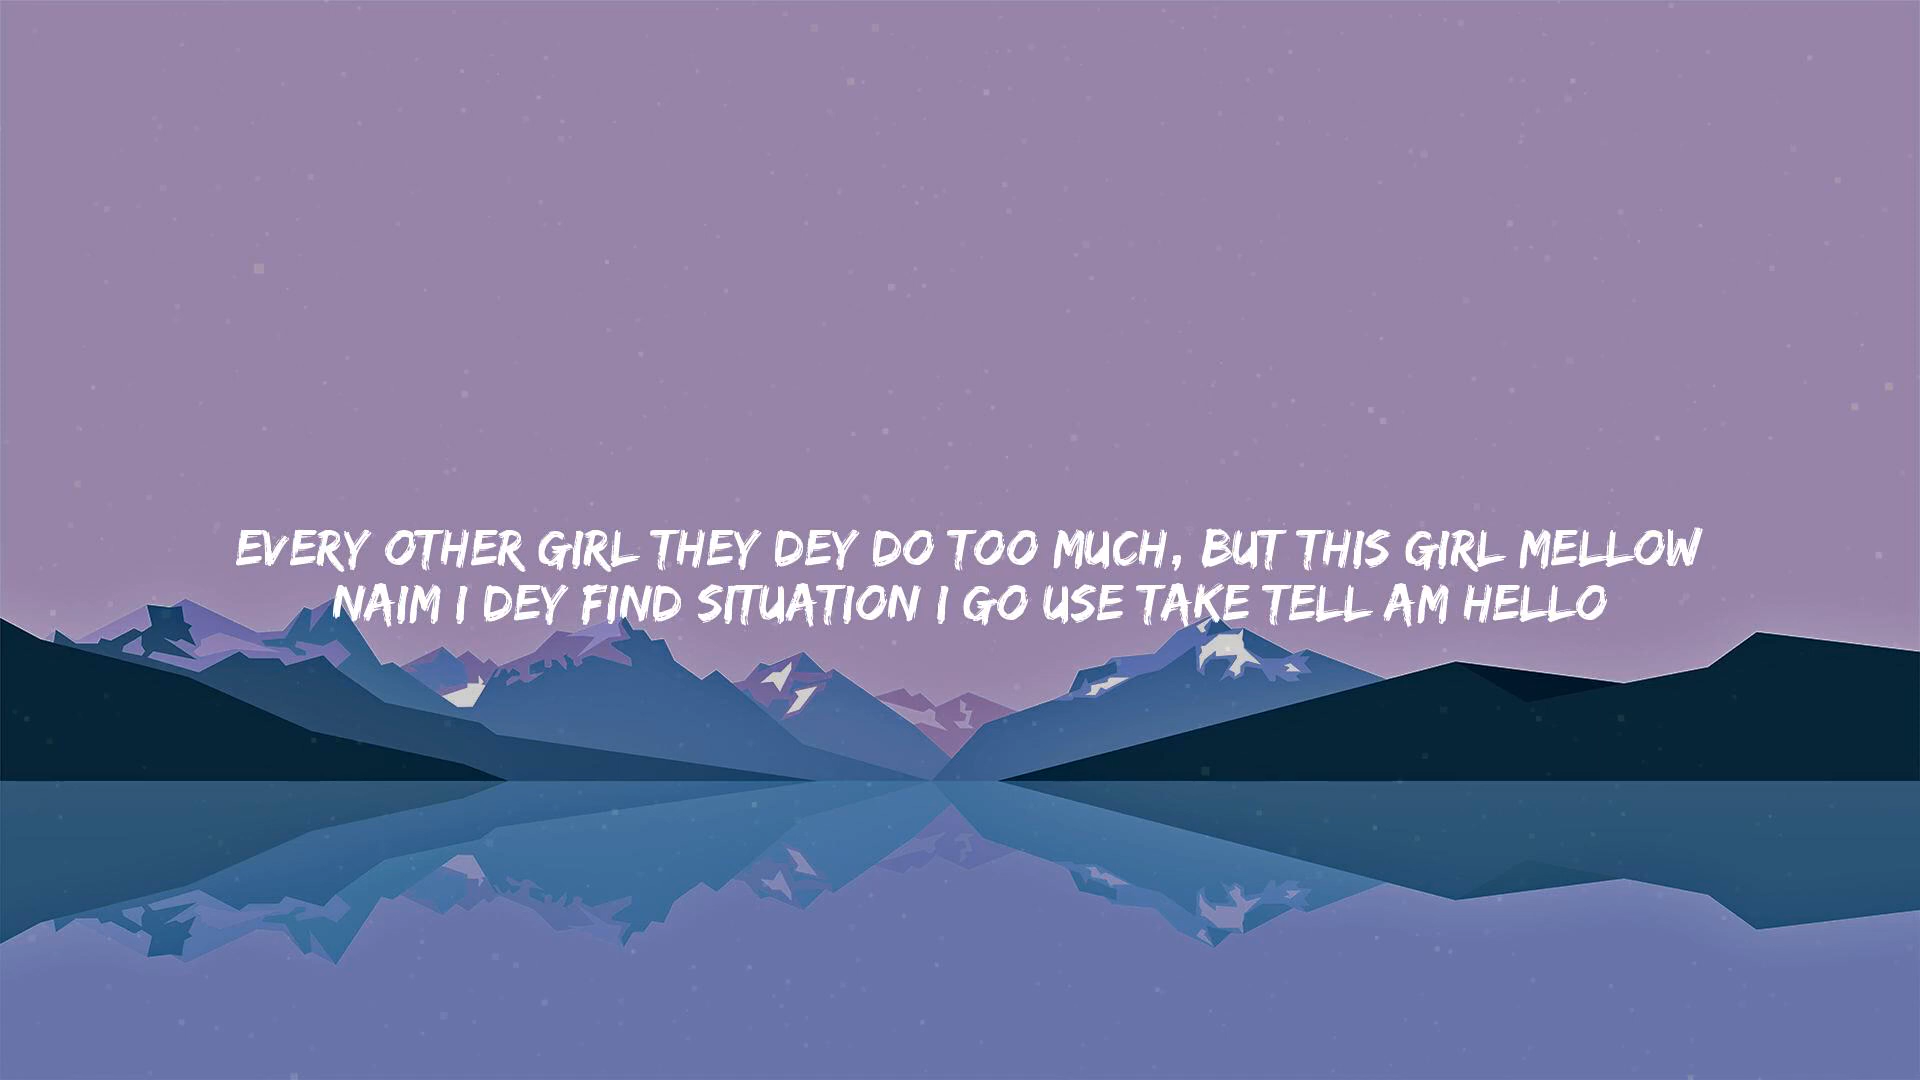 EVERY OTHER GIRL THEY DEY DO TOO MUCH, BUT THIS GIRL MELLOW
NAIM I DEY FIND SITUATION I GO USE TAKE TELL AM HELLO